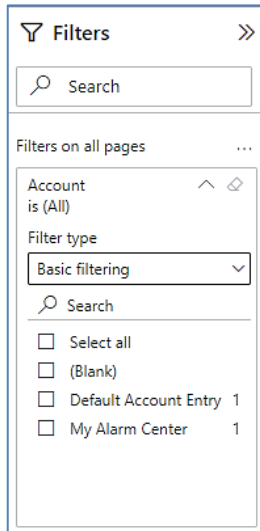 Filters
Search
Filters on all pages ...
Account
is (All)
Filter type
Basic filtering
Search
Select all
(Blank)
Default Account Entry 1
My Alarm Center 1